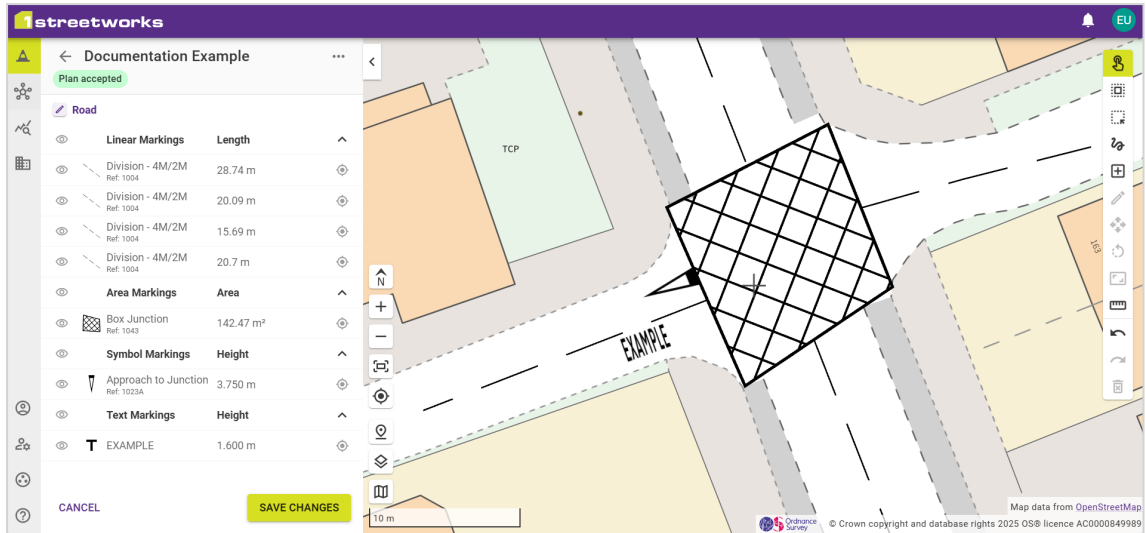 1streetworks
EU
Documentation Example
Plan accepted
Road
Linear Markings Length
Division - 4M/2M 28.74 m
Ref: 1004
Division - 4M/2M 20.09 m
Ref: 1004
Division - 4M/2M 15.69 m
Ref: 1004
Division - 4M/2M 20.7 m
Ref: 1004
Area Markings Area
Box Junction 142.47 m²
Ref: 1043
Symbol Markings Height
Approach to Junction 3.750 m
Ref: 1023A
Text Markings Height
T EXAMPLE 1.600 m
CANCEL SAVE CHANGES
TCP
163
N
EXAMPLE
10 m
Map data from OpenStreetMap
Ordnance Survey © Crown copyright and database rights 2025 OS® licence AC0000849989